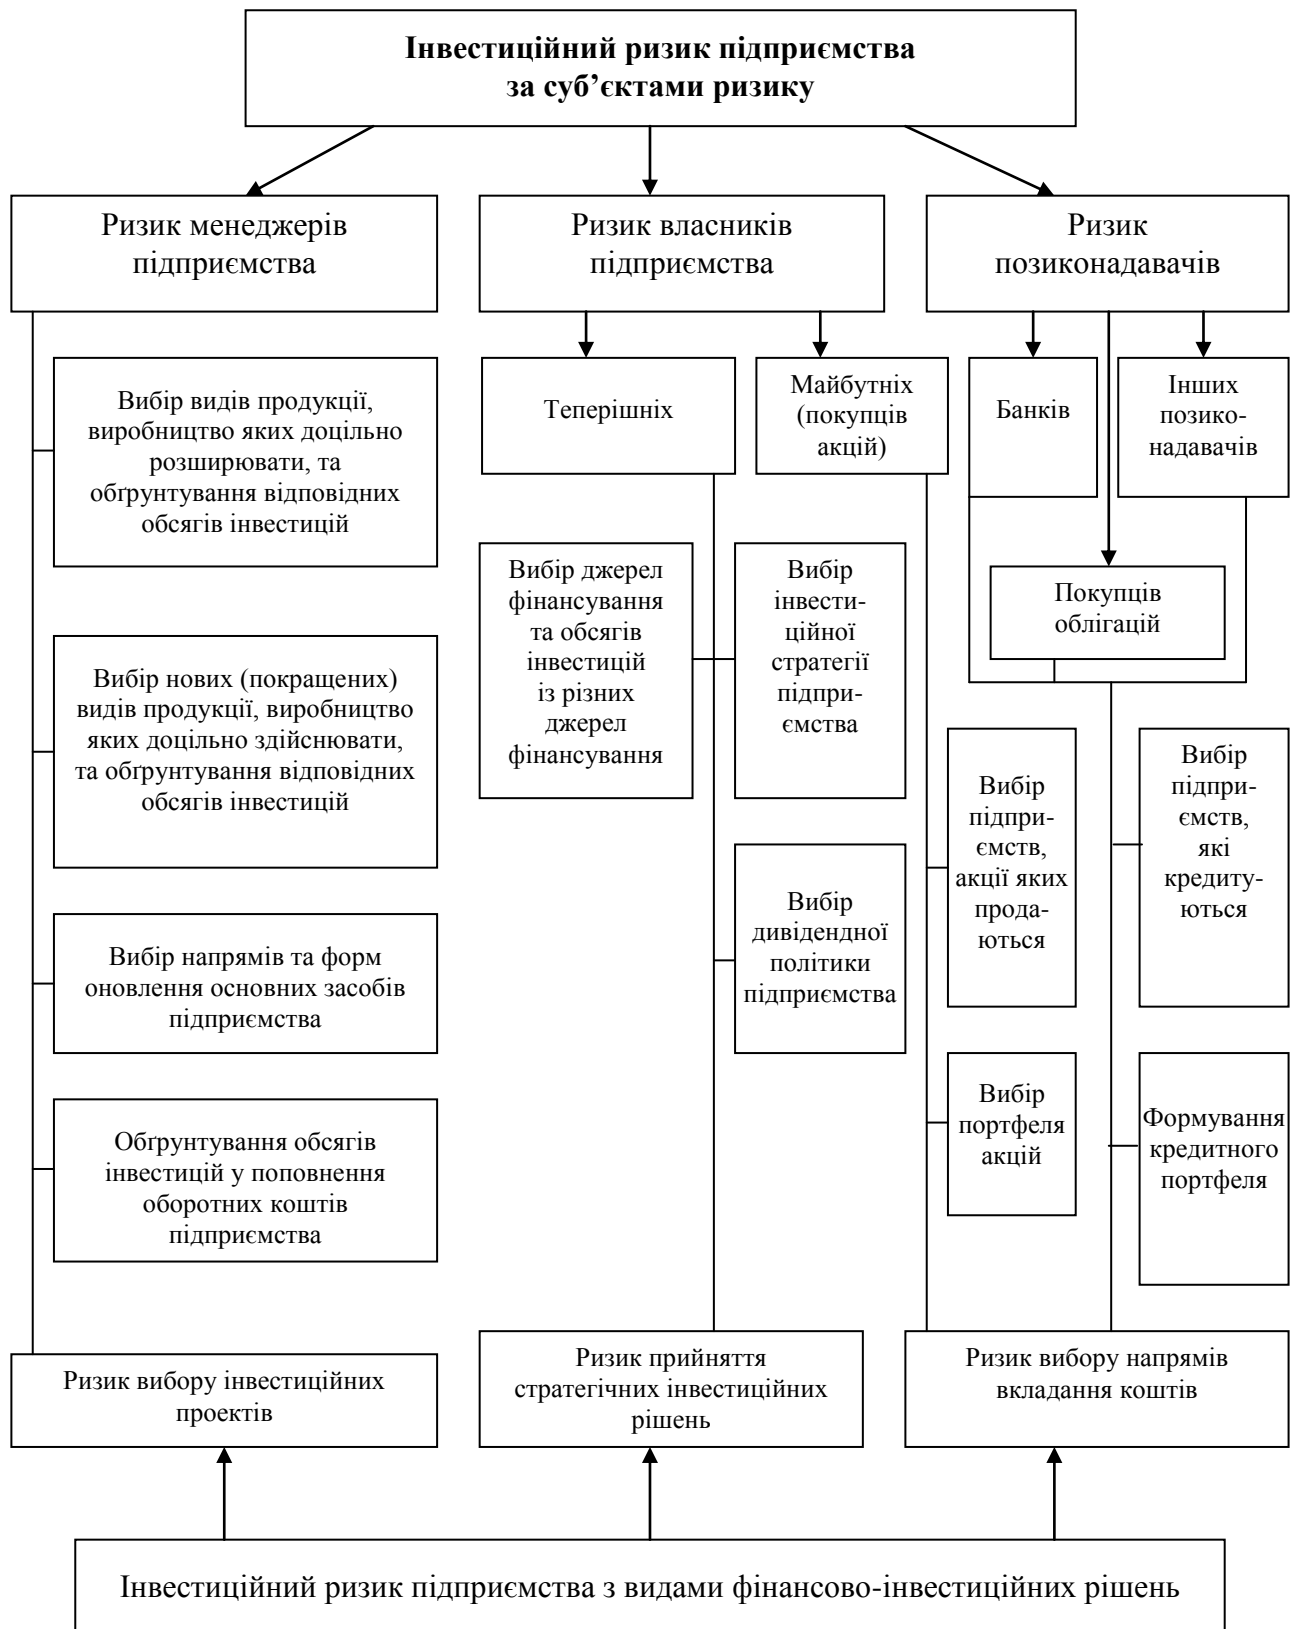 Інвестиційний ризик підприємства
за суб’єктами ризику
Ризик менеджерів
підприємства
Ризик власників
підприємства
Ризик
позиконадавачів
Вибір видів продукції,
виробництво яких доцільно
розширювати, та
обґрунтування відповідних
обсягів інвестицій
Теперішніх
Майбутніх
(покупців
акцій)
Банків
Інших
позико-
надавачів
Вибір джерел
фінансування
та обсягів
інвестицій
із різних
джерел
фінансування
Вибір
інвести-
ційної
стратегії
підпри-
ємства
Покупців
облігацій
Вибір нових (покращених)
видів продукції, виробництво
яких доцільно здійснювати,
та обґрунтування відповідних
обсягів інвестицій
Вибір
підпри-
ємств,
акції яких
прода-
ються
Вибір
підпри-
ємств,
які
кредиту-
ються
Вибір
дивідендної
політики
підприємства
Вибір напрямів та форм
оновлення основних засобів
підприємства
Вибір
портфеля
акцій
Формування
кредитного
портфеля
Обґрунтування обсягів
інвестицій у поповнення
оборотних коштів
підприємства
Ризик вибору інвестиційних
проектів
Ризик прийняття
стратегічних інвестиційних
рішень
Ризик вибору напрямів
вкладання коштів
Інвестиційний ризик підприємства з видами фінансово-інвестиційних рішень